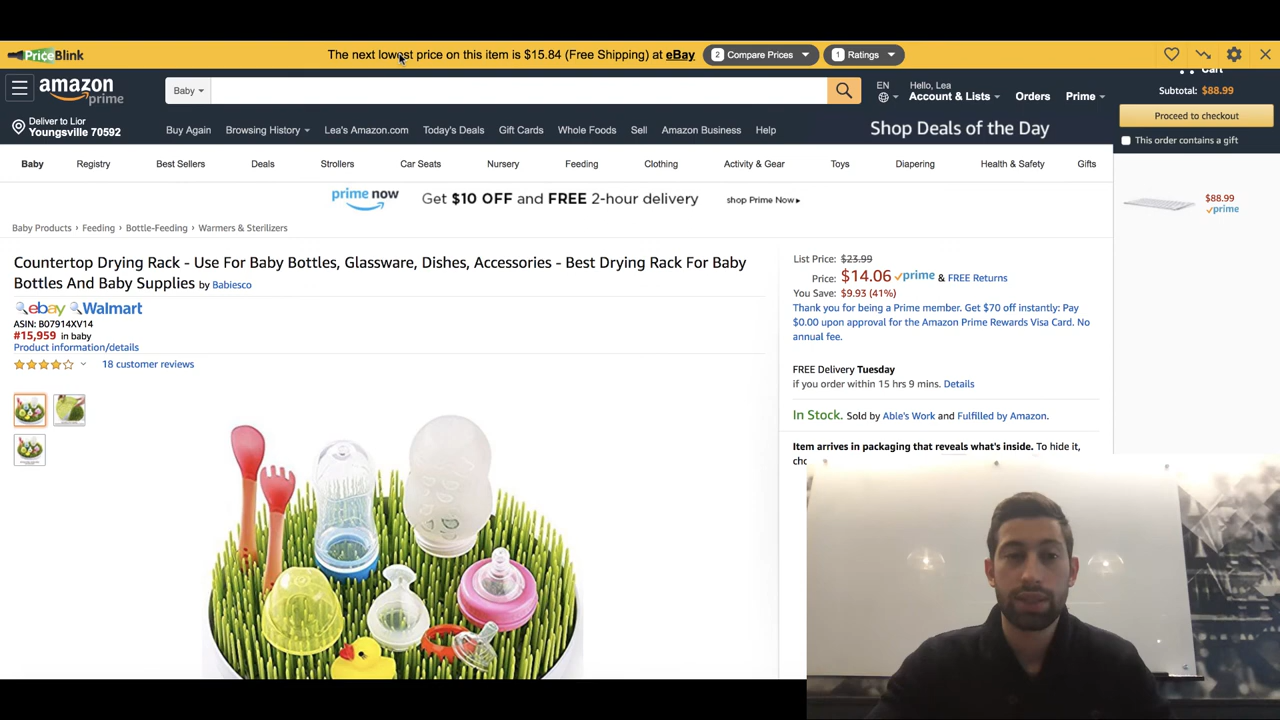 PriceBlink
The next lowest price on this item is $15.84 (Free Shipping) at eBay
2 Compare Prices
1 Ratings
amazon
prime
Baby
EN
Hello, Lea
Account & Lists
Orders
Prime
Cart
Subtotal: $88.99
Proceed to checkout
This order contains a gift
Deliver to Lior
Youngsville 70592
Buy Again
Browsing History
Lea's Amazon.com
Today's Deals
Gift Cards
Whole Foods
Sell
Amazon Business
Help
Shop Deals of the Day
Baby
Registry
Best Sellers
Deals
Strollers
Car Seats
Nursery
Feeding
Clothing
Activity & Gear
Toys
Diapering
Health & Safety
Gifts
prime now
Get $10 OFF and FREE 2-hour delivery
shop Prime Now
$88.99
prime
Baby Products › Feeding › Bottle-Feeding › Warmers & Sterilizers
Countertop Drying Rack - Use For Baby Bottles, Glassware, Dishes, Accessories - Best Drying Rack For Baby
Bottles And Baby Supplies by Babiesco
ebay Walmart
ASIN: B07914XV14
#15,959 in baby
Product information/details
18 customer reviews
List Price: $23.99
Price: $14.06 prime & FREE Returns
You Save: $9.93 (41%)
Thank you for being a Prime member. Get $70 off instantly: Pay
$0.00 upon approval for the Amazon Prime Rewards Visa Card. No
annual fee.
FREE Delivery Tuesday
if you order within 15 hrs 9 mins. Details
In Stock. Sold by Able's Work and Fulfilled by Amazon.
Item arrives in packaging that reveals what's inside. To hide it,